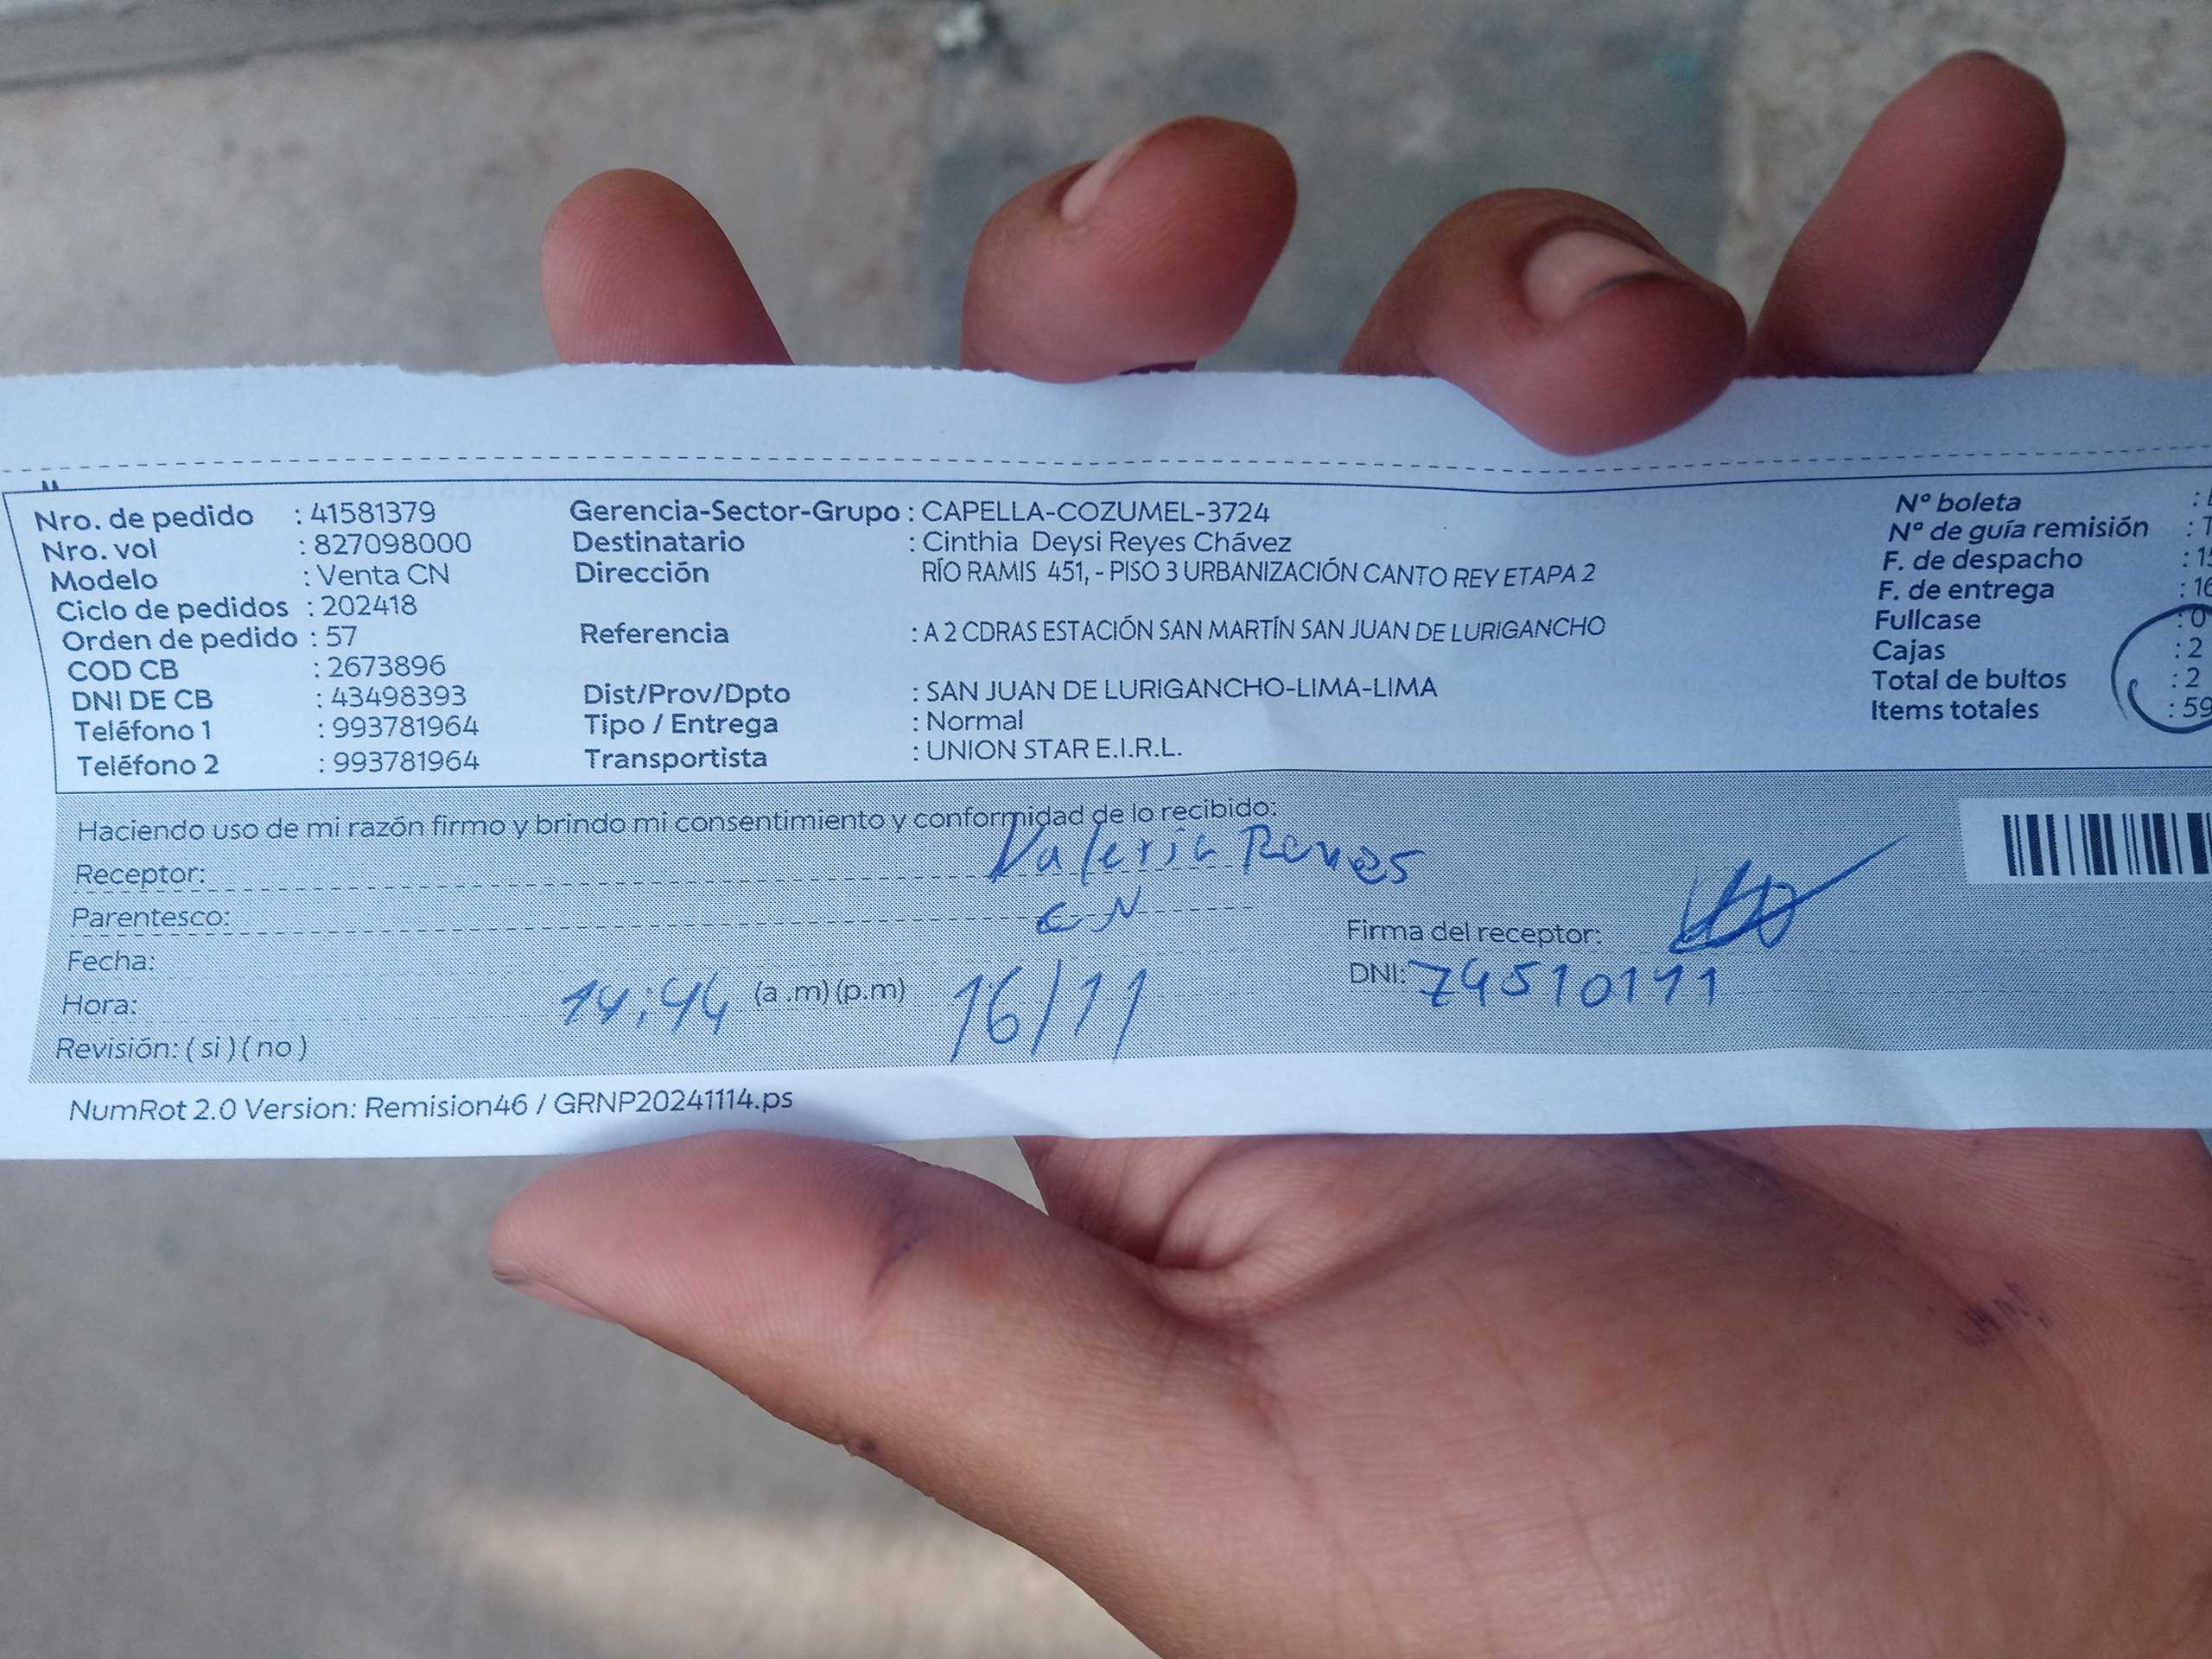 Nro. de pedido : 41581379 Gerencia-Sector-Grupo : CAPELLA-COZUMEL-3724 N° boleta :
Nro. vol : 827098000 Destinatario : Cinthia Deysi Reyes Chávez N° de guía remisión :
Modelo : Venta CN Dirección RÍO RAMIS 451, - PISO 3 URBANIZACIÓN CANTO REY ETAPA 2 F. de despacho : 15
Ciclo de pedidos : 202418 F. de entrega : 16
Orden de pedido : 57 Referencia : A 2 CDRAS ESTACIÓN SAN MARTÍN SAN JUAN DE LURIGANCHO Fullcase : 0
COD CB : 2673896 Cajas : 2
DNI DE CB : 43498393 Dist/Prov/Dpto : SAN JUAN DE LURIGANCHO-LIMA-LIMA Total de bultos : 2
Teléfono 1 : 993781964 Tipo / Entrega : Normal Items totales : 59
Teléfono 2 : 993781964 Transportista : UNION STAR E.I.R.L.
Haciendo uso de mi razón firmo y brindo mi consentimiento y conformidad de lo recibido:
Receptor: Valeria Reyes
Parentesco: CN
Firma del receptor:
Fecha:
DNI: 74510111
Hora: 14:44 (a .m) (p.m) 16/11
Revisión: ( si ) ( no )
NumRot 2.0 Version: Remision46 / GRNP20241114.ps